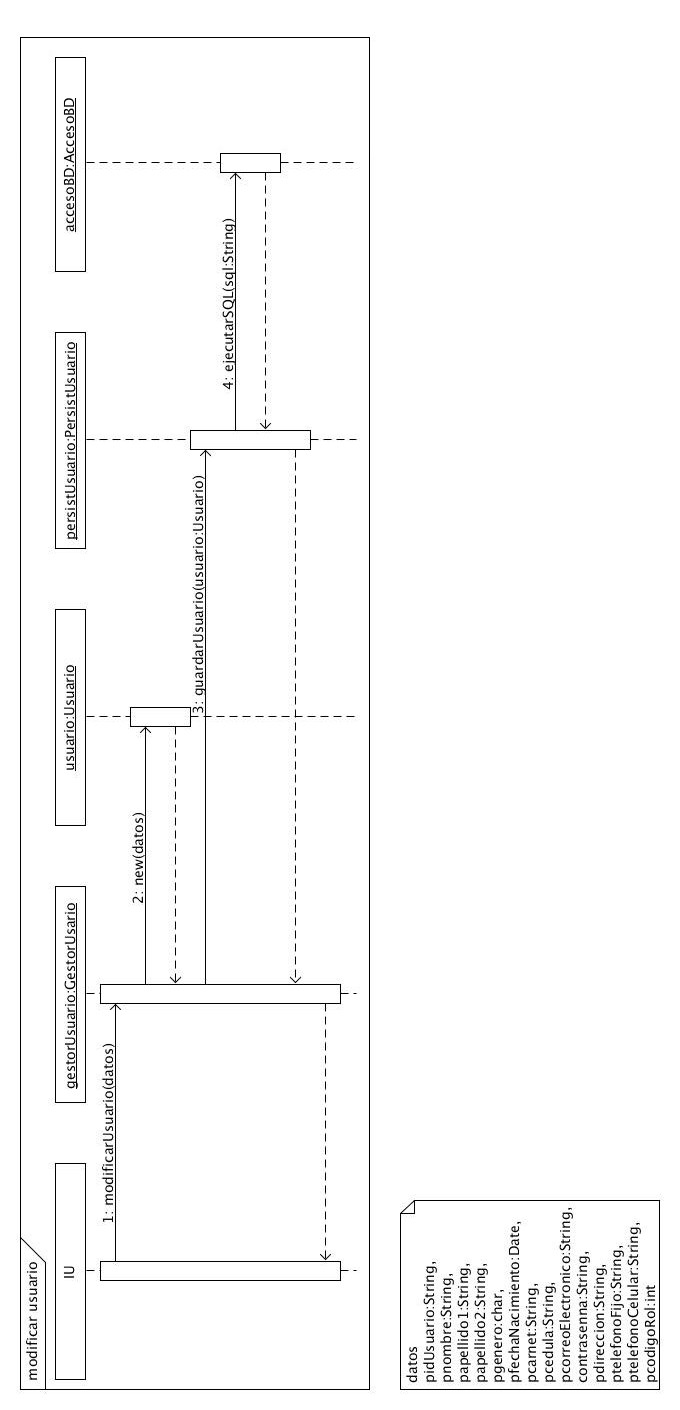 modificar usuario
IU
gestorUsuario:GestorUsario
usuario:Usuario
persistUsuario:PersistUsuario
accesoBD:AccesoBD
1: modificarUsuario(datos)
2: new(datos)
3: guardarUsuario(usuario:Usuario)
4: ejecutarSQL(sql:String)
datos
pidUsuario:String,
pnombre:String,
papellido1:String,
papellido2:String,
pgenero:char,
pfechaNacimiento:Date,
pcarnet:String,
pcedula:String,
pcorreoElectronico:String,
contrasenna:String,
pdireccion:String,
ptelefonoFijo:String,
ptelefonoCelular:String,
pcodigoRol:int